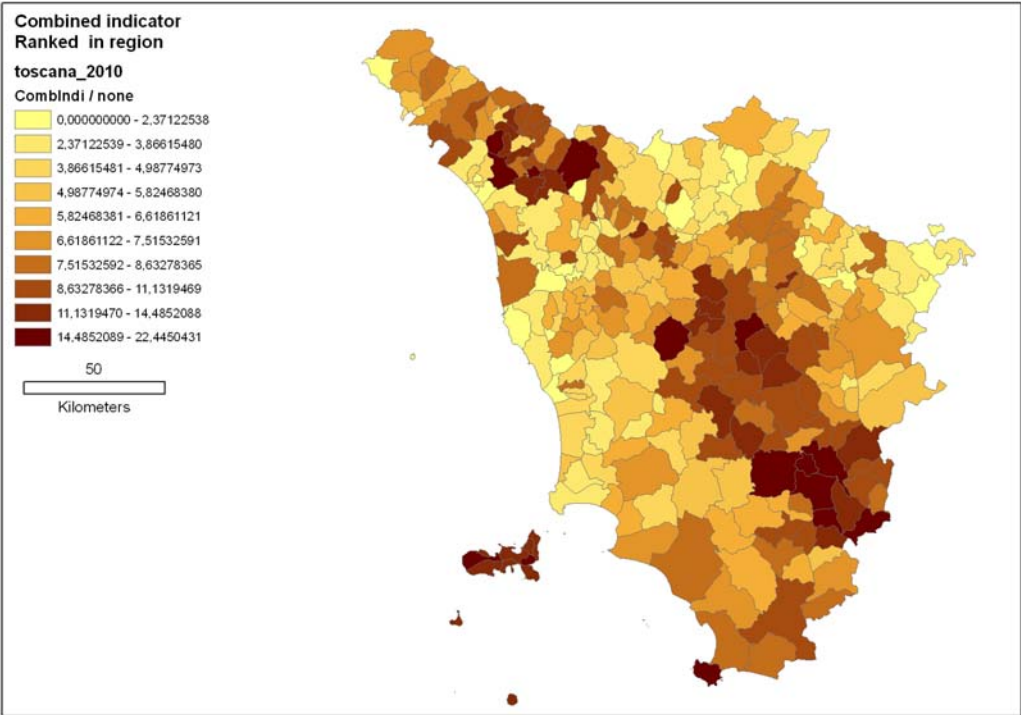 Combined indicator
Ranked in region
toscana_2010
CombIndi / none
0,000000000 - 2,37122538
2,37122539 - 3,86615480
3,86615481 - 4,98774973
4,98774974 - 5,82468380
5,82468381 - 6,61861121
6,61861122 - 7,51532591
7,51532592 - 8,63278365
8,63278366 - 11,1319469
11,1319470 - 14,4852088
14,4852089 - 22,4450431
50
Kilometers